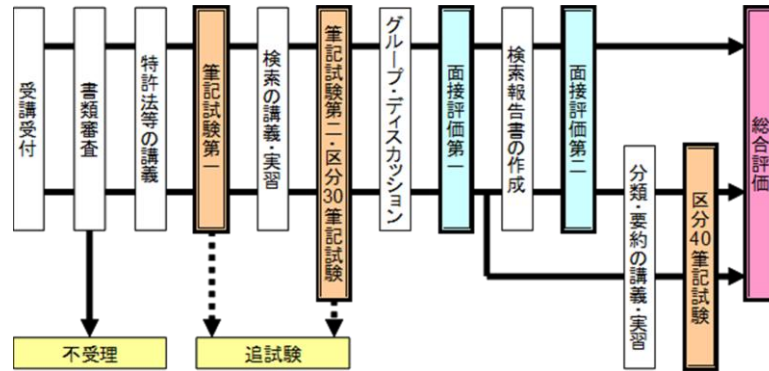 受講受付
書類審査
特許法等の講義
筆記試験第一
検索の講義・実習
筆記試験第二・区分30筆記試験
グループ・ディスカッション
面接評価第一
検索報告書の作成
面接評価第二
分類・要約の講義・実習
区分40筆記試験
総合評価
不受理
追試験